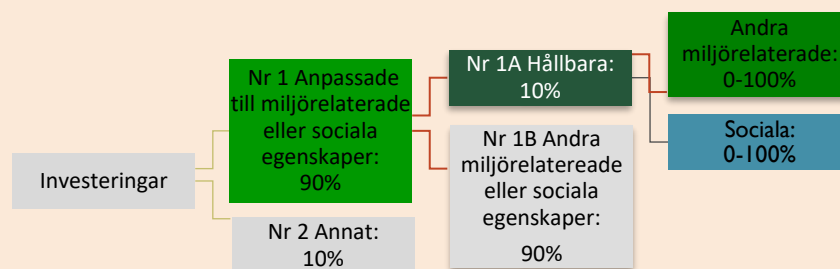 Investeringar
Nr 1 Anpassade
till miljörelaterade
eller sociala
egenskaper:
90%
Nr 2 Annat:
10%
Nr 1A Hållbara:
10%
Nr 1B Andra
miljörelatereade
eller sociala
egenskaper:
90%
Andra
miljörelaterade:
0-100%
Sociala:
0-100%